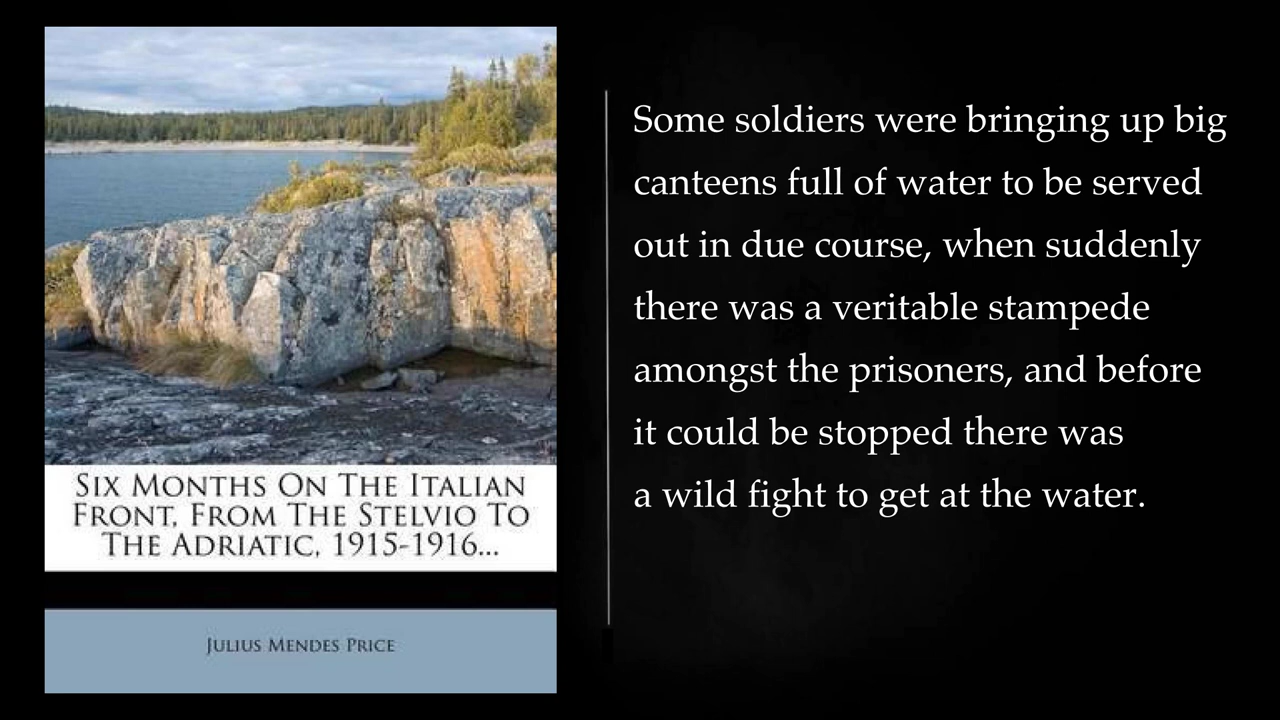 SIX MONTHS ON THE ITALIAN
FRONT, FROM THE STELVIO TO
THE ADRIATIC, 1915-1916...
JULIUS MENDES PRICE
Some soldiers were bringing up big
canteens full of water to be served
out in due course, when suddenly
there was a veritable stampede
amongst the prisoners, and before
it could be stopped there was
a wild fight to get at the water.